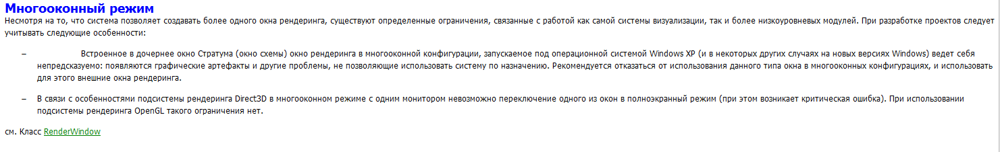 Многооконный режим
Несмотря на то, что система позволяет создавать более одного окна рендеринга, существуют определенные ограничения, связанные с работой как самой системы визуализации, так и более низкоуровневых модулей. При разработке проектов следует
учитывать следующие особенности:
– Встроенное в дочернее окно Стратума (окно схемы) окно рендеринга в многооконной конфигурации, запускаемое под операционной системой Windows XP (и в некоторых других случаях на новых версиях Windows) ведет себя
непредсказуемо: появляются графические артефакты и другие проблемы, не позволяющие использовать систему по назначению. Рекомендуется отказаться от использования данного типа окна в многооконных конфигурациях, и использовать
для этого внешние окна рендеринга.
– В связи с особенностями подсистемы рендеринга Direct3D в многооконном режиме с одним монитором невозможно переключение одного из окон в полноэкранный режим (при этом возникает критическая ошибка). При использовании
подсистемы рендеринга OpenGL такого ограничения нет.
см. Класс RenderWindow